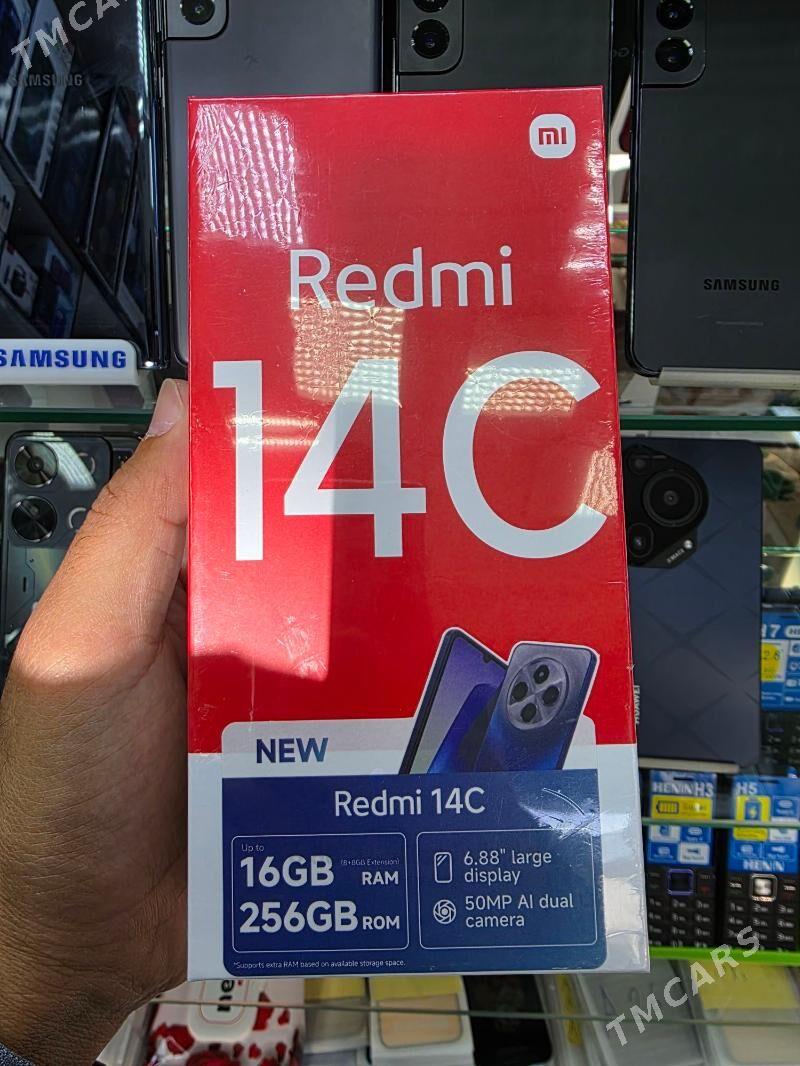 TMCARS
SAMSUNG
mi
Redmi
14C
SAMSUNG
SAMSUNG
NEW
Redmi 14C
Up to
16GB (8+8GB Extension) RAM
256GB ROM
6.88" large
display
50MP AI dual
camera
*Supports extra RAM based on available storage space.
HUAWEI
HENIN H3
H5
HENIN
TMCARS